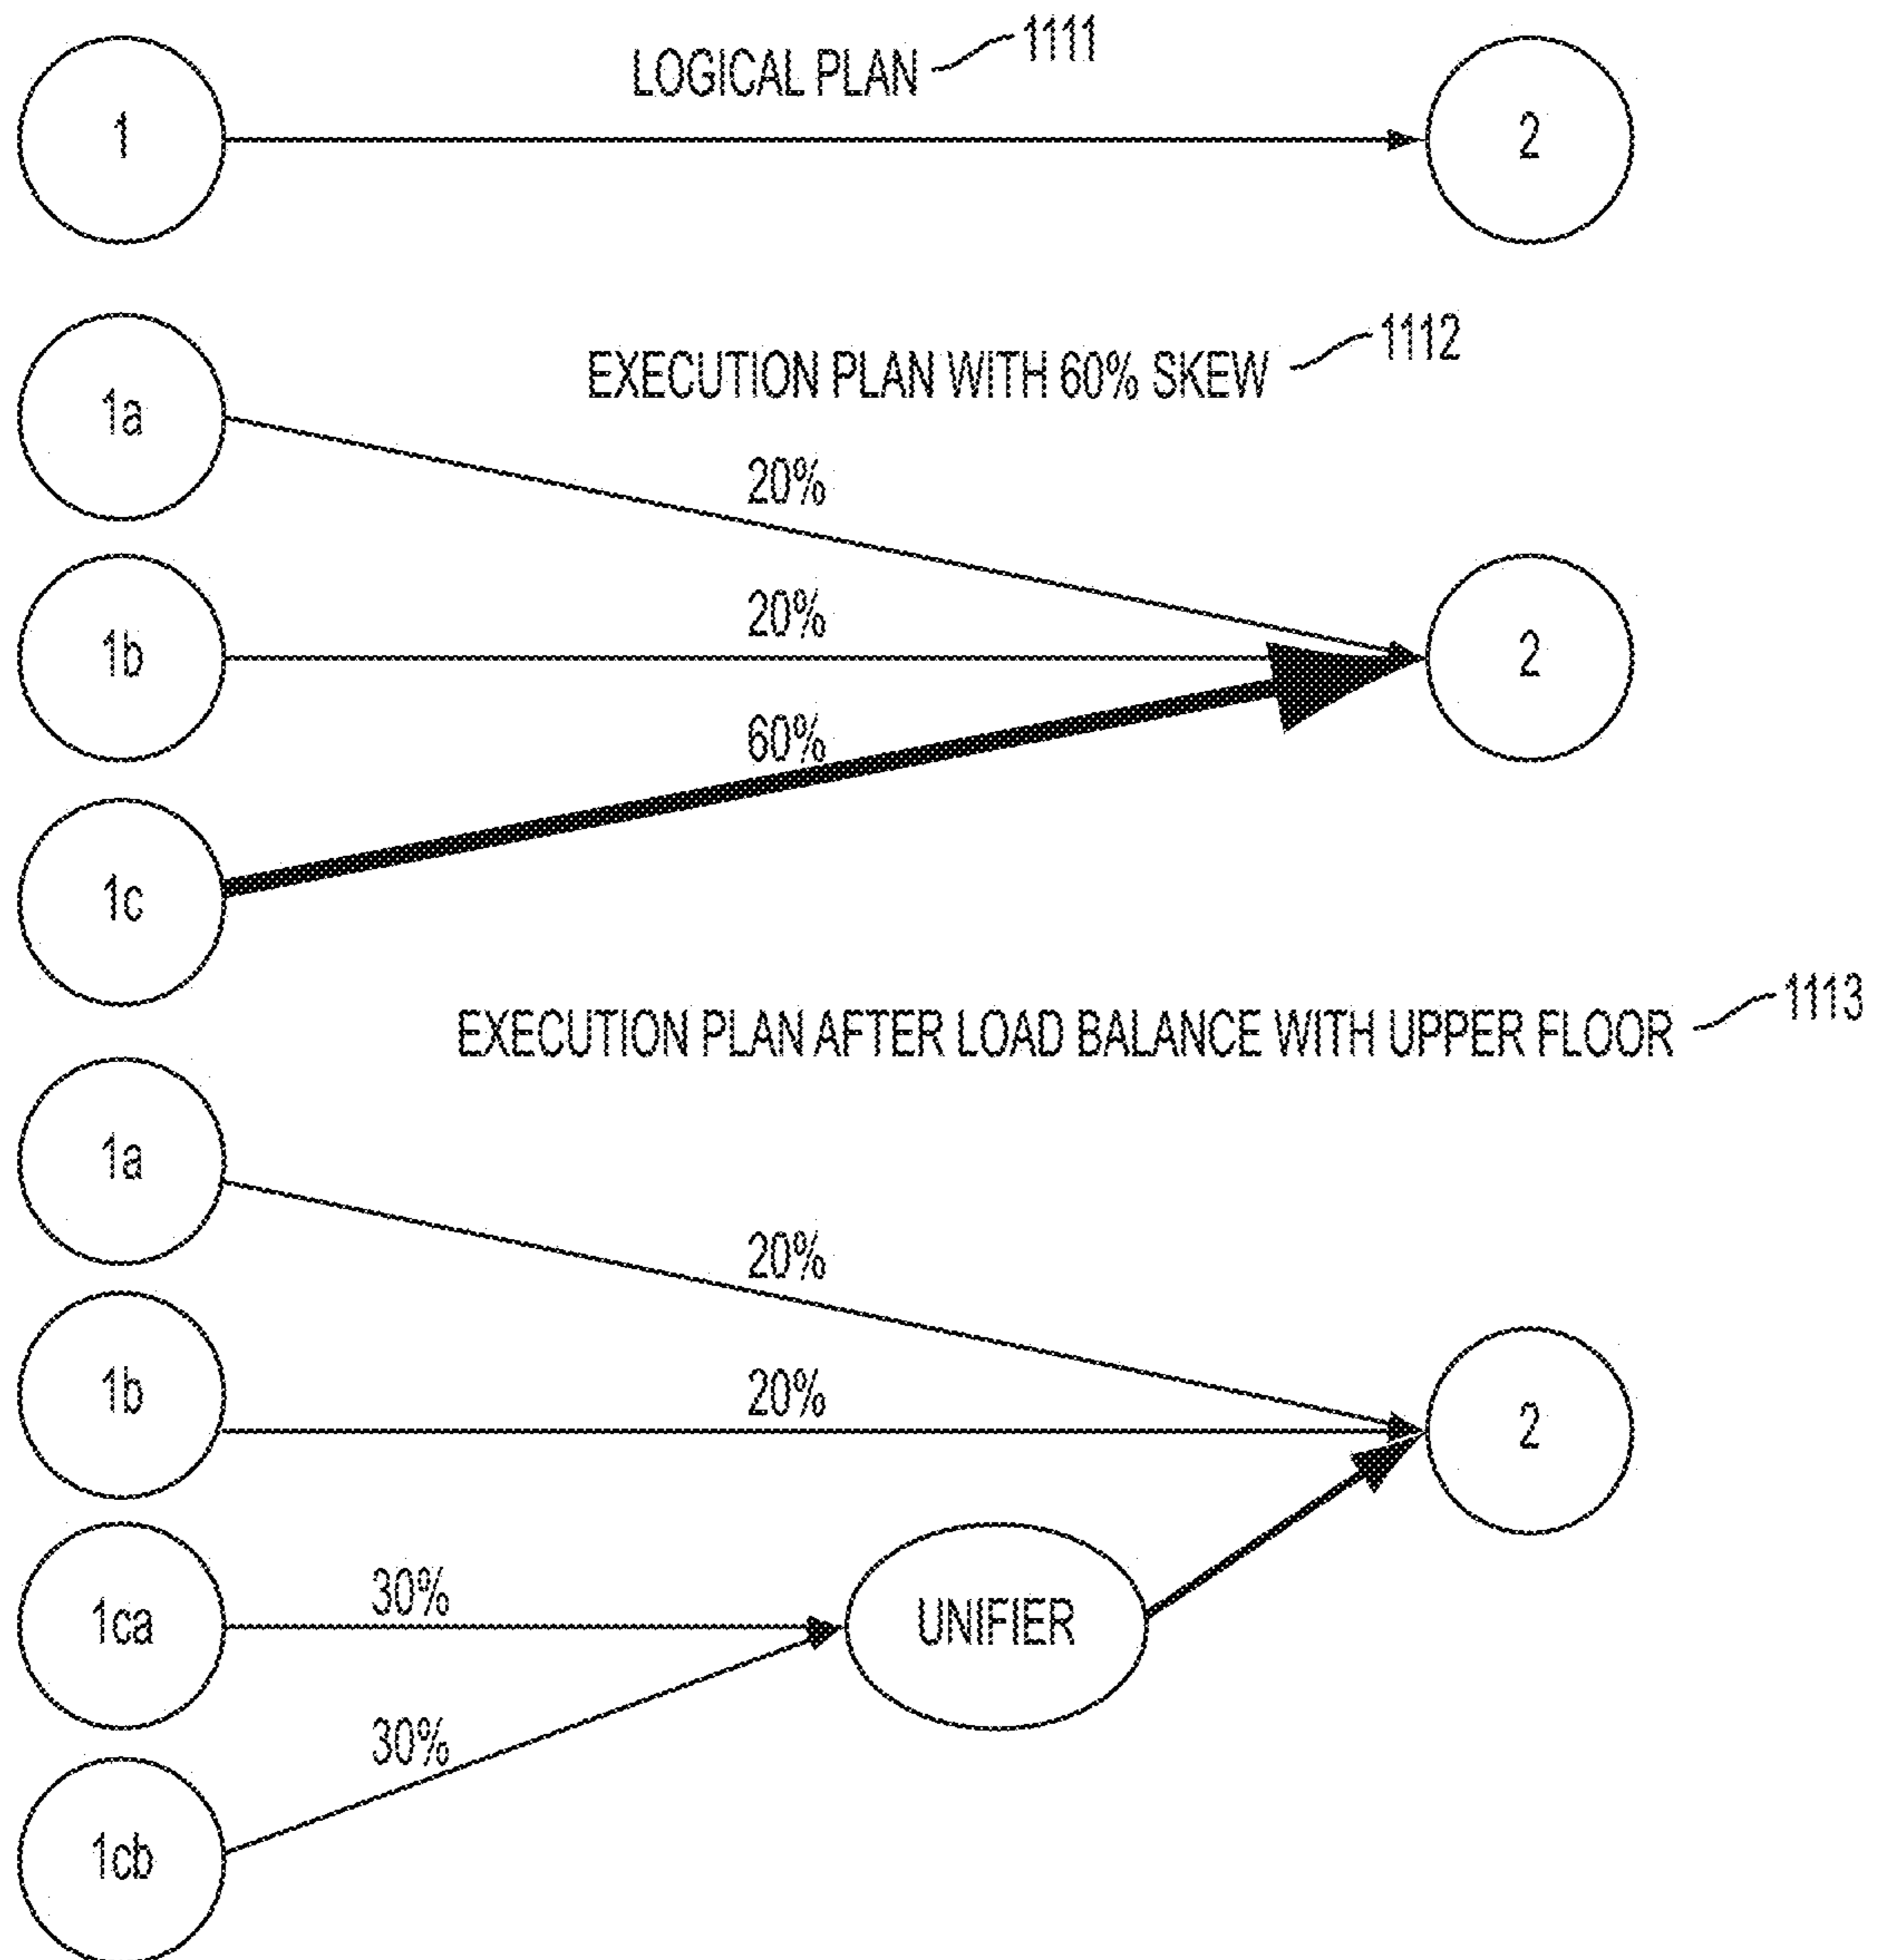 LOGICAL PLAN 1111
1 2
EXECUTION PLAN WITH 60% SKEW 1112
1a
20%
1b 20% 2
60%
1c
EXECUTION PLAN AFTER LOAD BALANCE WITH UPPER FLOOR 1113
1a
20%
1b 20% 2
30%
1ca UNIFIER
30%
1cb